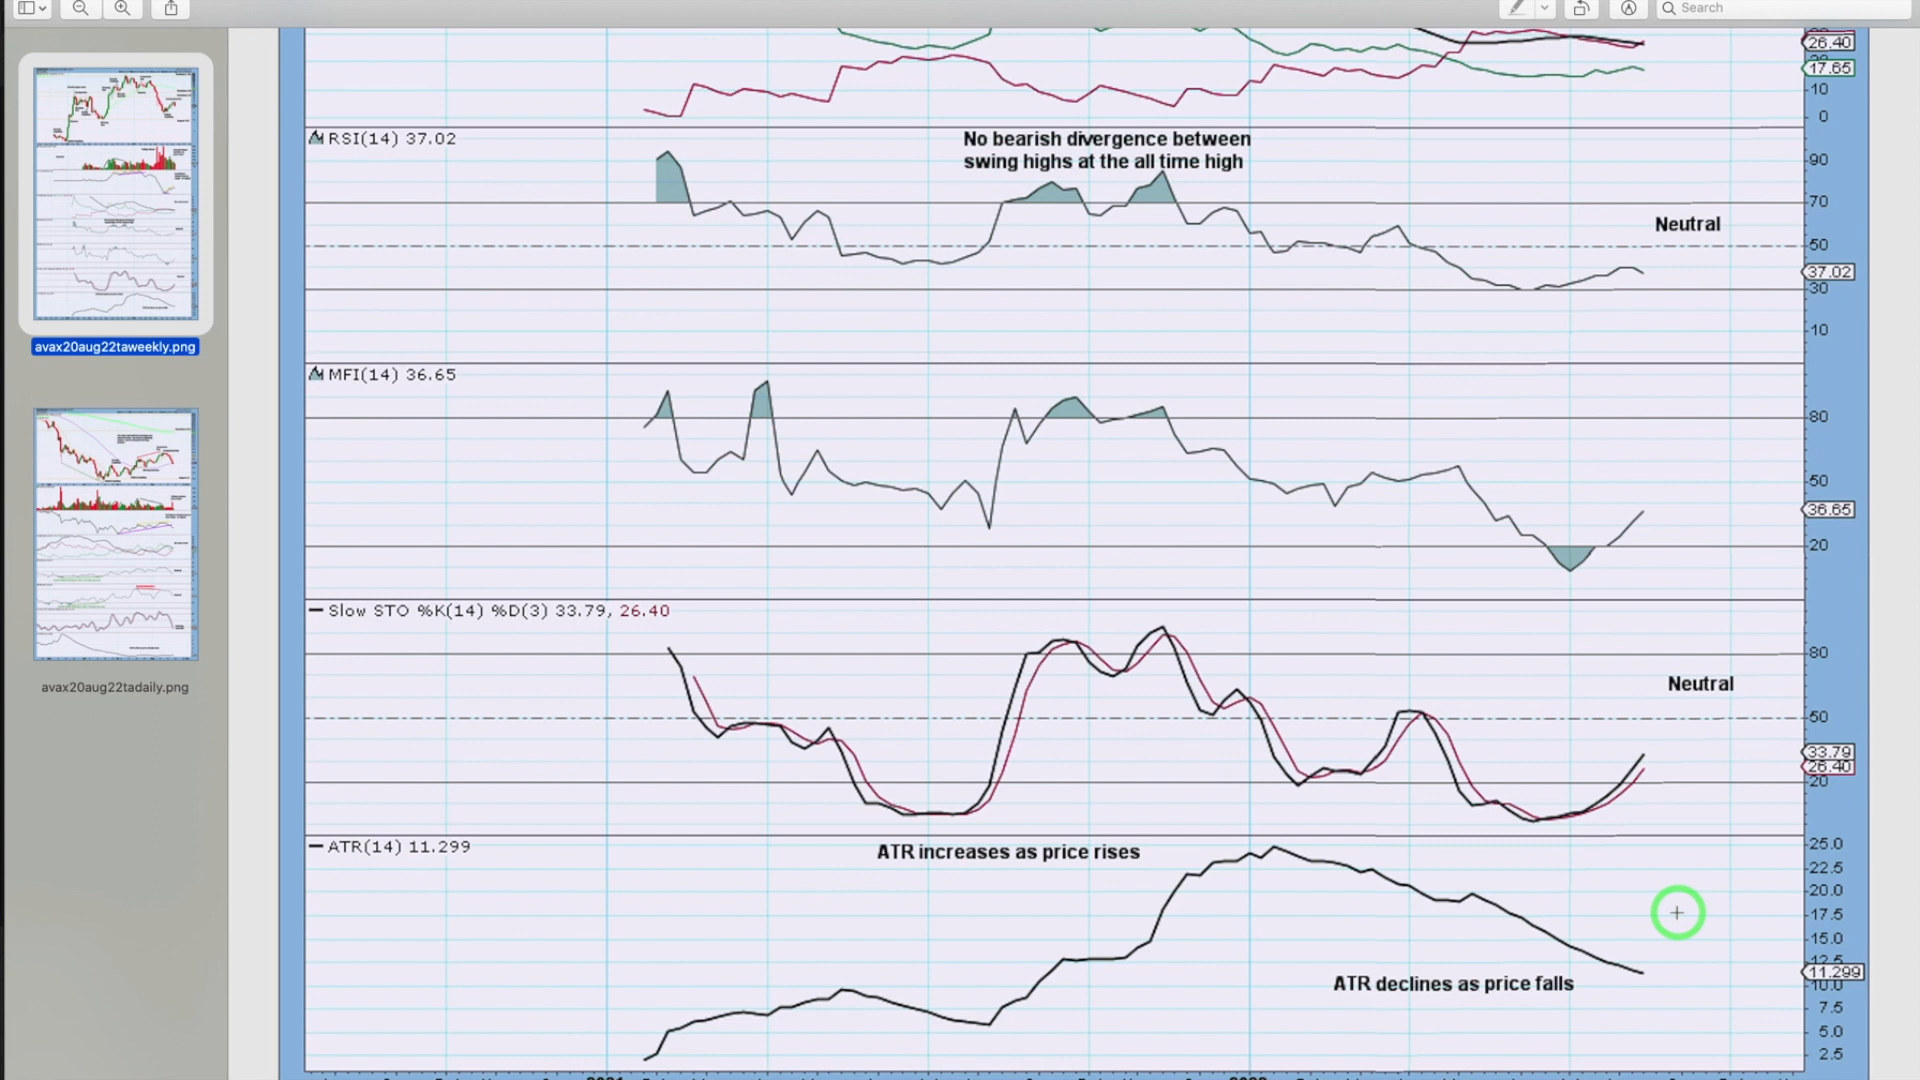 Search
avax20aug22taweekly.png
avax20aug22tadaily.png
26.40
17.65
10
0
RSI(14) 37.02
No bearish divergence between
swing highs at the all time high
Neutral
90
70
50
37.02
30
10
MFI(14) 36.65
80
50
36.65
20
Slow STO %K(14) %D(3) 33.79, 26.40
Neutral
80
50
33.79
26.40
20
ATR(14) 11.299
ATR increases as price rises
ATR declines as price falls
25.0
22.5
20.0
17.5
15.0
12.5
11.299
10.0
7.5
5.0
2.5